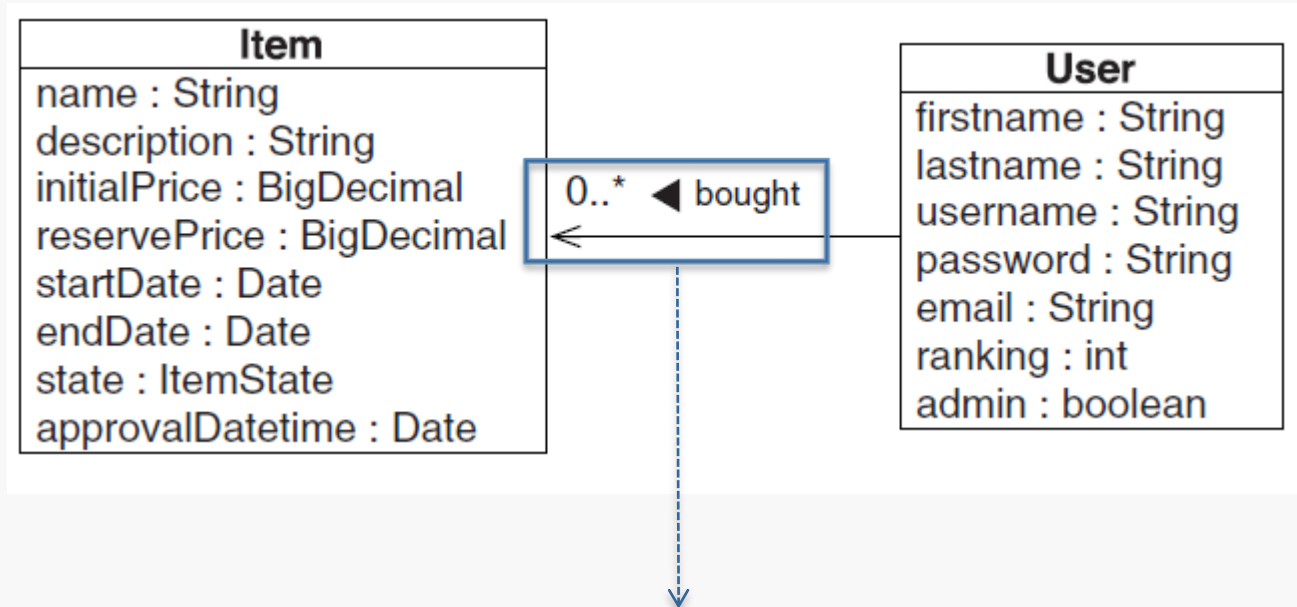 Item
name : String
description : String
initialPrice : BigDecimal
reservePrice : BigDecimal
startDate : Date
endDate : Date
state : ItemState
approvalDatetime : Date
0..* ◀ bought
User
firstname : String
lastname : String
username : String
password : String
email : String
ranking : int
admin : boolean